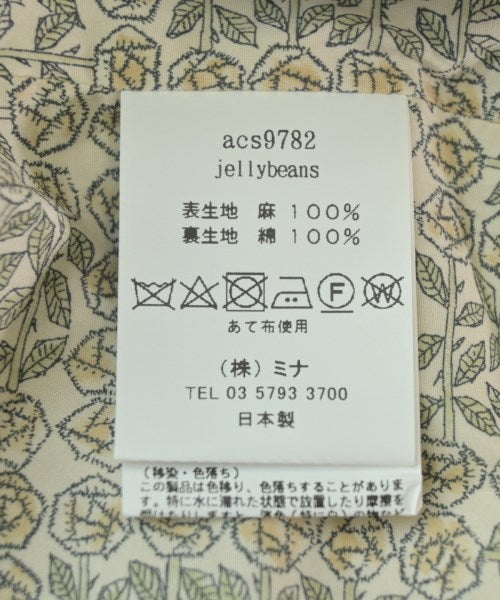 acs9782
jellybeans
表生地 麻 100%
裏生地 綿 100%
F W
あて布使用
(株) ミナ
TEL 03 5793 3700
日本製
(移染・色落ち)
この製品は色移り、色落ちすることがありま
す。特に水に濡れた状態で放置したり摩擦を